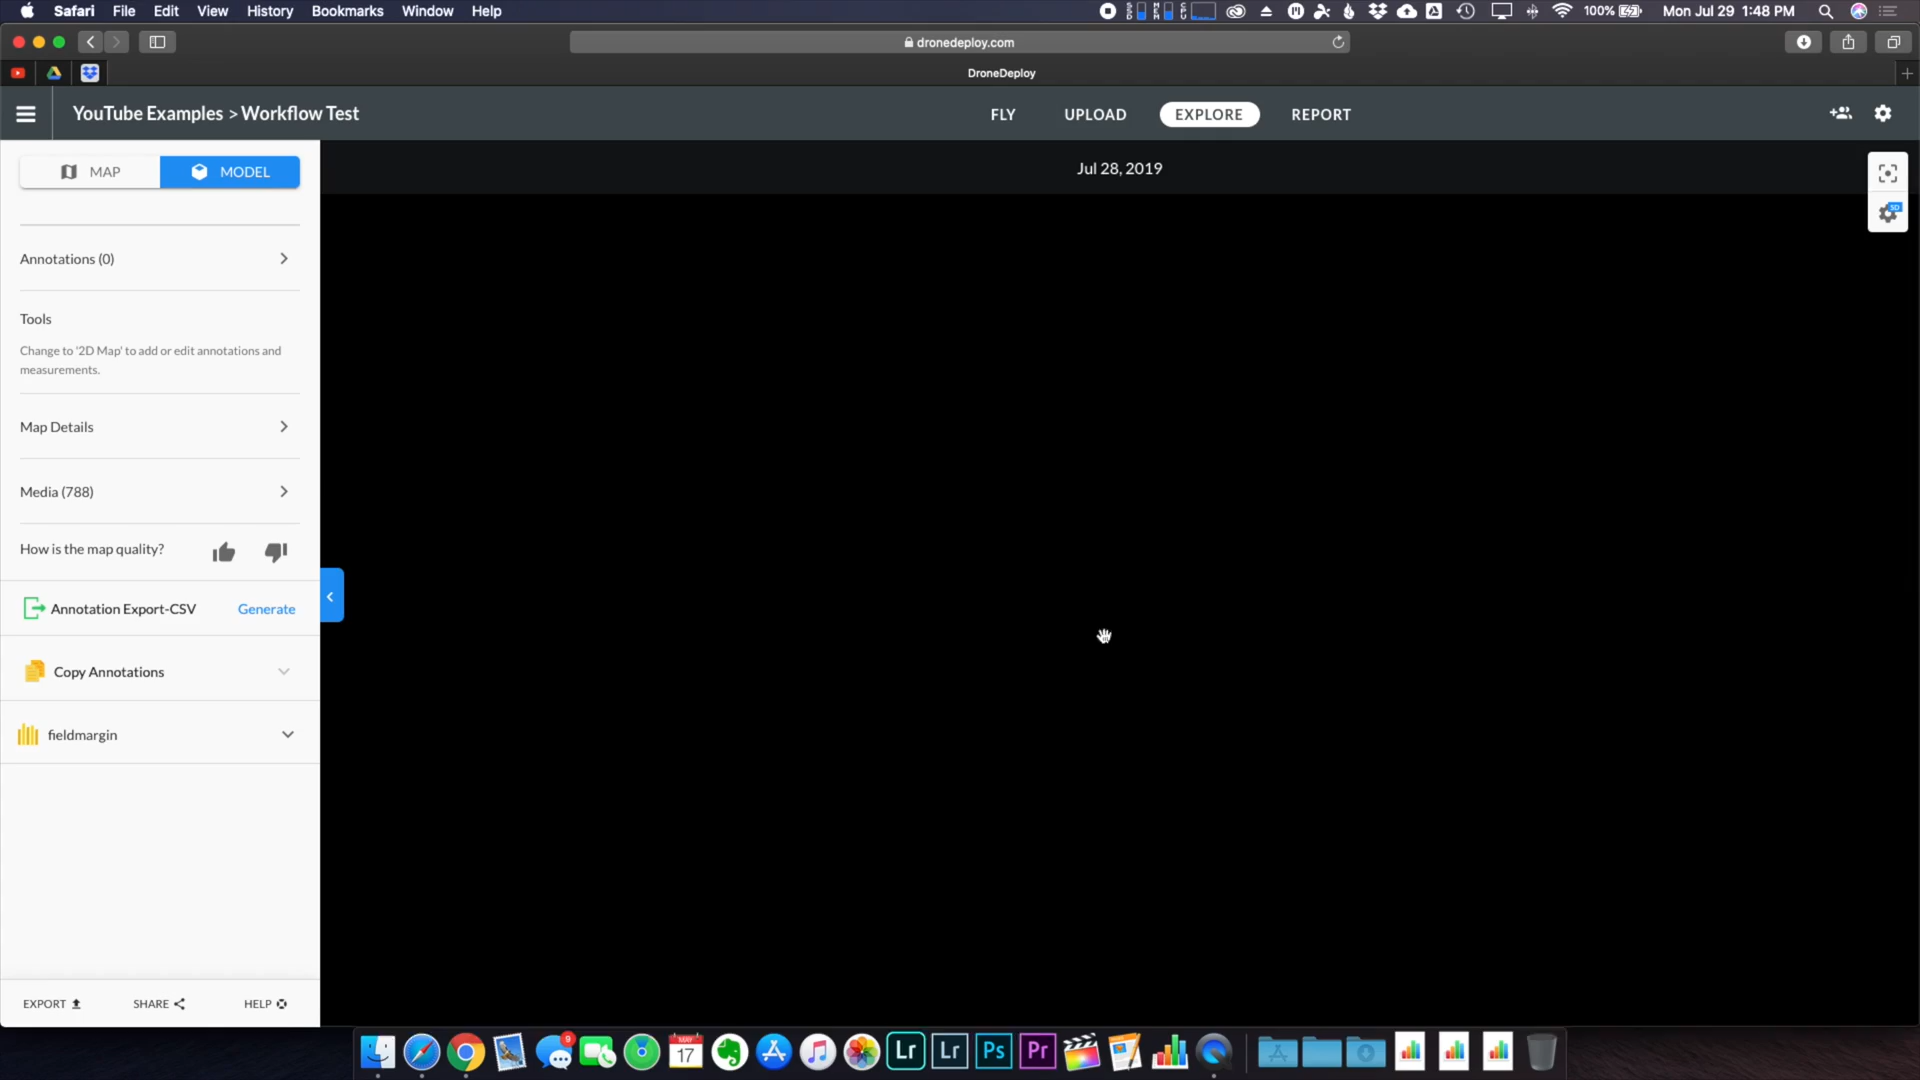 Safari File Edit View History Bookmarks Window Help
100% Mon Jul 29 1:48 PM
dronedeploy.com
DroneDeploy
YouTube Examples > Workflow Test
FLY UPLOAD EXPLORE REPORT
MAP MODEL
Jul 28, 2019
3D
Annotations (0)
Tools
Change to '2D Map' to add or edit annotations and
measurements.
Map Details
Media (788)
How is the map quality?
Annotation Export-CSV Generate
Copy Annotations
fieldmargin
EXPORT SHARE HELP
9
MAY
17
Lr Lr Ps Pr